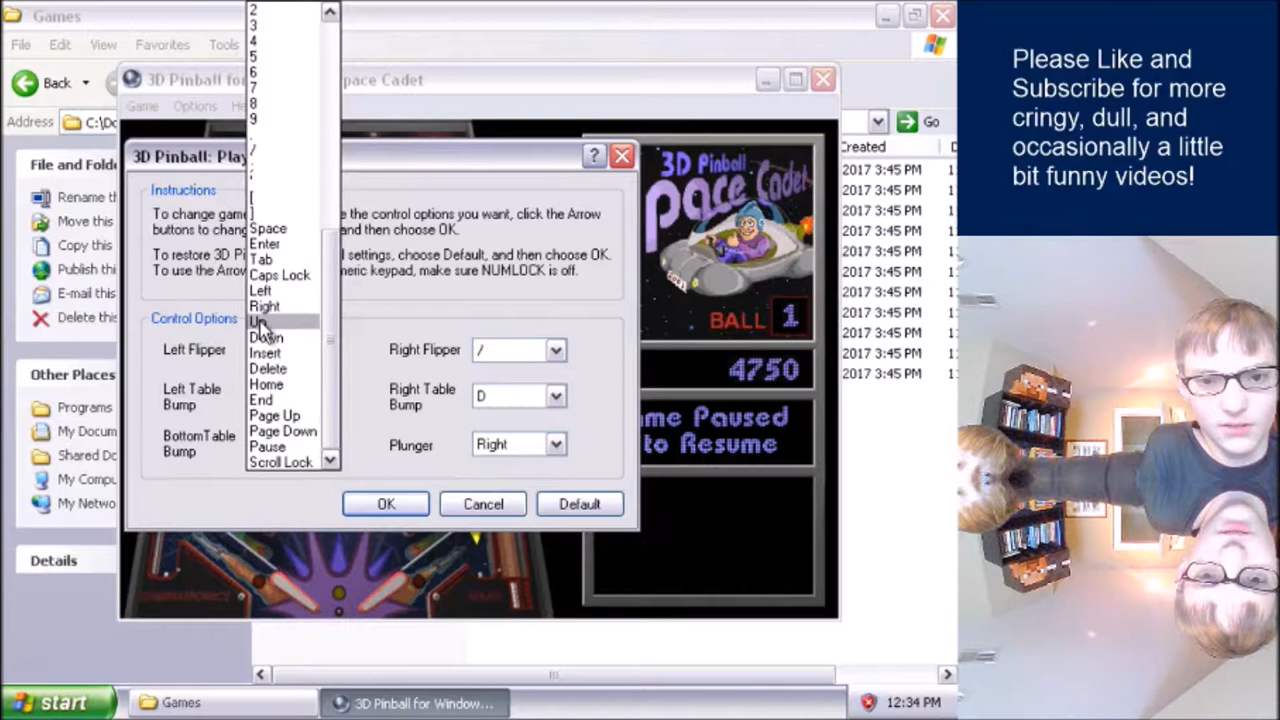 Games
File Edit View Favorites Tools
Back
Address C:\Do
Go
File and Folde
Rename th
Move this
Copy this
Publish thi
E-mail this
Delete this
Other Places
Programs
My Docum
Shared Do
My Compu
My Netwo
Details
Created
2017 3:45 PM
2017 3:45 PM
2017 3:45 PM
2017 3:45 PM
2017 3:45 PM
2017 3:45 PM
2017 3:45 PM
2017 3:45 PM
2017 3:45 PM
2017 3:45 PM
2017 3:45 PM
3D Pinball for
pace Cadet
Game Options He
3D Pinball: Play
Instructions
To change game
e the control options you want, click the Arrow
buttons to chang
and then choose OK.
To restore 3D Pi
l settings, choose Default, and then choose OK.
To use the Arrow
meric keypad, make sure NUMLOCK is off.
Control Options
Left Flipper
Right Flipper /
Left Table Bump
Right Table Bump D
BottomTable Bump
Plunger Right
OK Cancel Default
2
3
4
5
6
7
8
9
.
/
;
[
]
Space
Enter
Tab
Caps Lock
Left
Right
Up
Down
Insert
Delete
Home
End
Page Up
Page Down
Pause
Scroll Lock
3D Pinball
pace Cadet
BALL 1
4750
me Paused
to Resume
start
Games
3D Pinball for Window...
12:34 PM
Please Like and
Subscribe for more
cringy, dull, and
occasionally a little
bit funny videos!